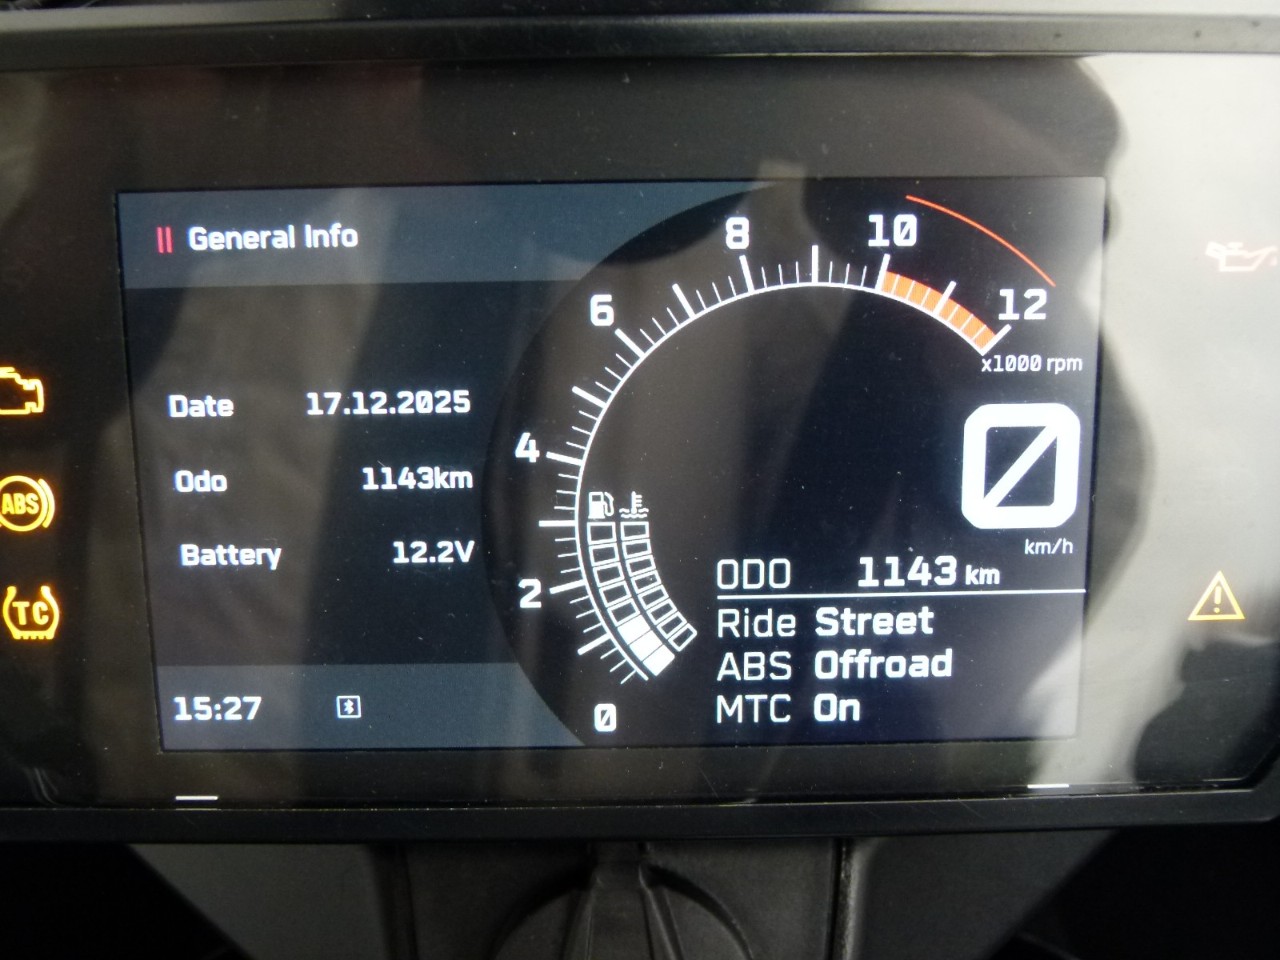 General Info
Date 17.12.2025
Odo 1143km
Battery 12.2V
15:27
ABS
TC
0
2
4
6
8
10
12
x1000 rpm
0
km/h
ODO 1143 km
Ride Street
ABS Offroad
MTC On